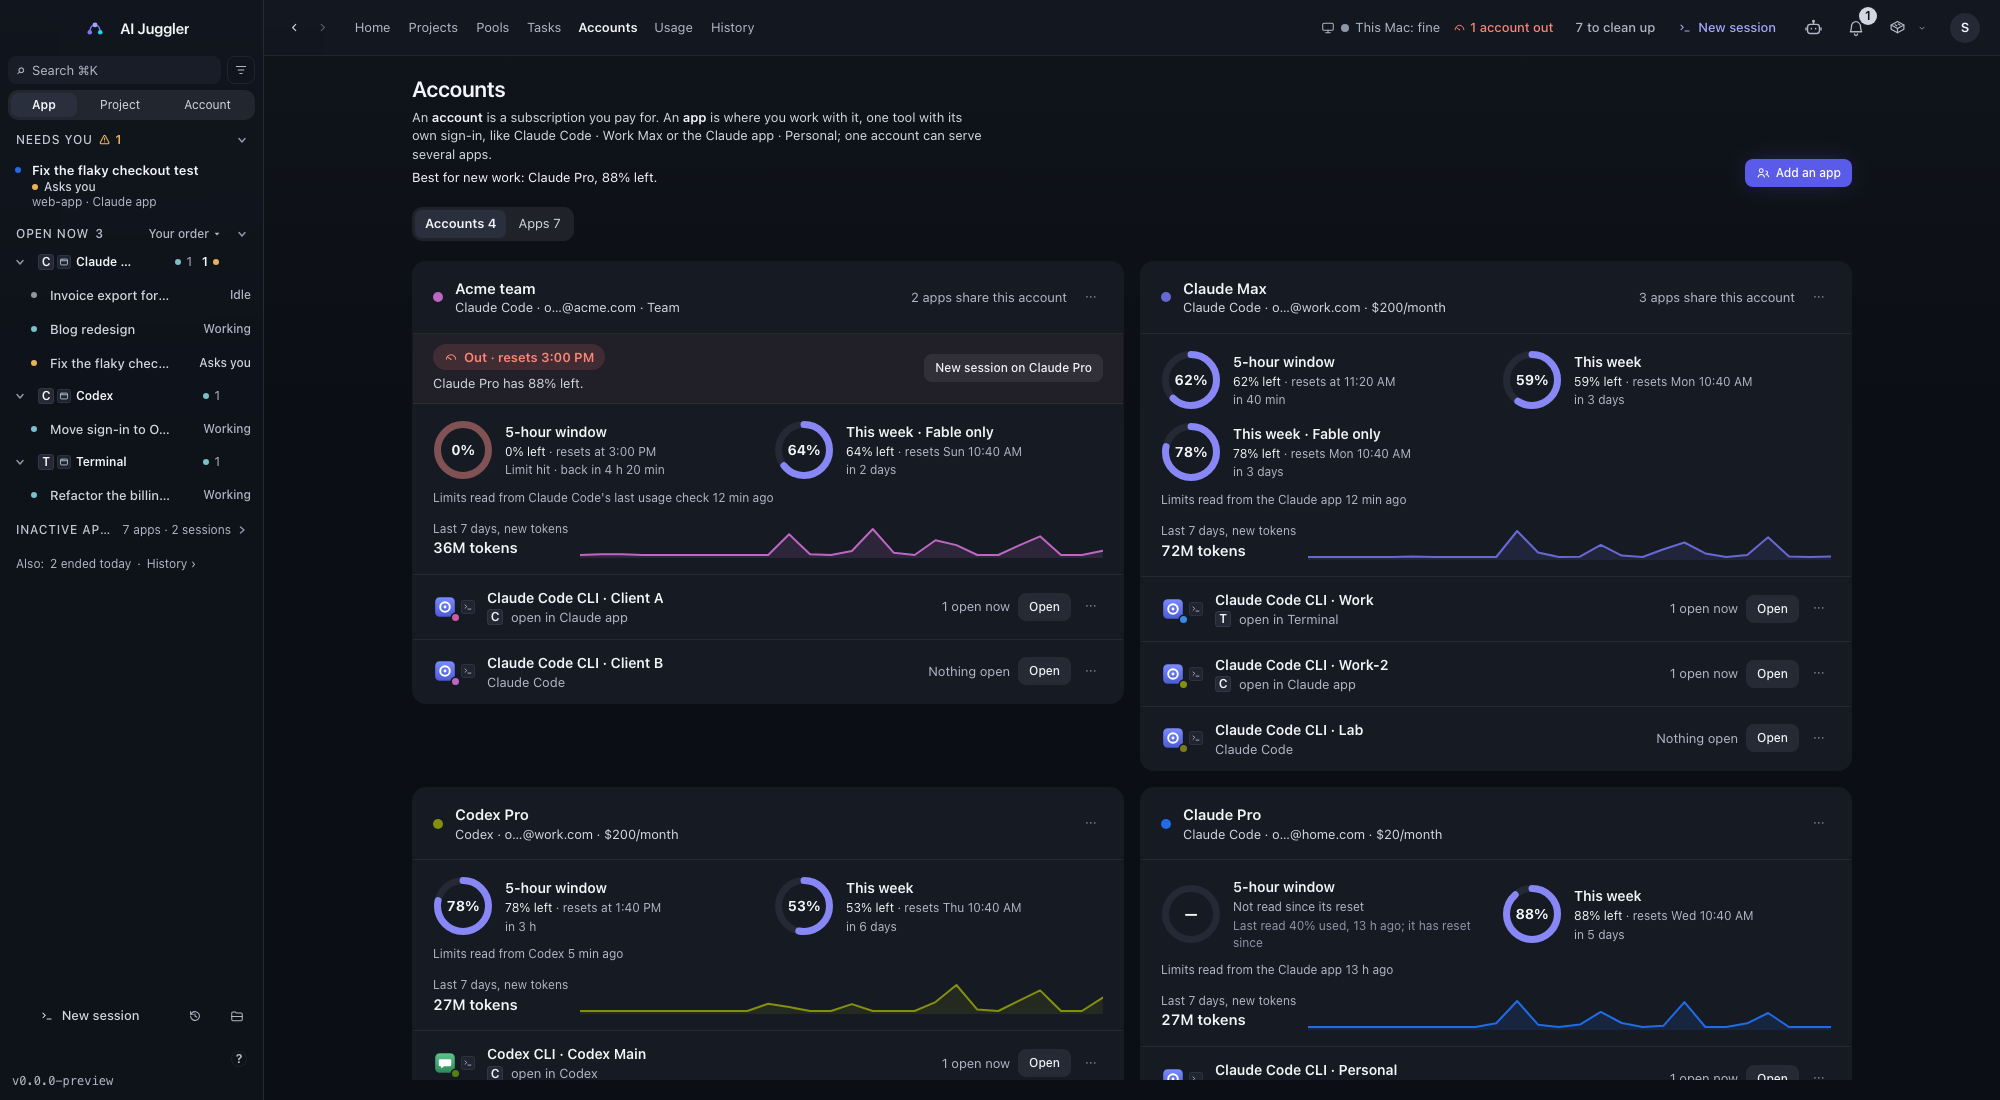 AI Juggler
Search ⌘K
App
Project
Account
NEEDS YOU 1
Fix the flaky checkout test
Asks you
web-app · Claude app
OPEN NOW 3
Your order
C Claude ... 1 1
Invoice export for... Idle
Blog redesign Working
Fix the flaky chec... Asks you
C Codex 1
Move sign-in to O... Working
T Terminal 1
Refactor the billin... Working
INACTIVE AP... 7 apps · 2 sessions
Also: 2 ended today · History ›
New session
?
v0.0.0-preview
Home
Projects
Pools
Tasks
Accounts
Usage
History
This Mac: fine
1 account out
7 to clean up
New session
1
S
Accounts
An account is a subscription you pay for. An app is where you work with it, one tool with its
own sign-in, like Claude Code · Work Max or the Claude app · Personal; one account can serve
several apps.
Best for new work: Claude Pro, 88% left.
Add an app
Accounts 4
Apps 7
Acme team
Claude Code · o...@acme.com · Team
2 apps share this account
Out · resets 3:00 PM
Claude Pro has 88% left.
New session on Claude Pro
0%
5-hour window
0% left · resets at 3:00 PM
Limit hit · back in 4 h 20 min
64%
This week · Fable only
64% left · resets Sun 10:40 AM
in 2 days
Limits read from Claude Code's last usage check 12 min ago
Last 7 days, new tokens
36M tokens
Claude Code CLI · Client A
C open in Claude app
1 open now
Open
Claude Code CLI · Client B
Claude Code
Nothing open
Open
Claude Max
Claude Code · o...@work.com · $200/month
3 apps share this account
62%
5-hour window
62% left · resets at 11:20 AM
in 40 min
59%
This week
59% left · resets Mon 10:40 AM
in 3 days
78%
This week · Fable only
78% left · resets Mon 10:40 AM
in 3 days
Limits read from the Claude app 12 min ago
Last 7 days, new tokens
72M tokens
Claude Code CLI · Work
T open in Terminal
1 open now
Open
Claude Code CLI · Work-2
C open in Claude app
1 open now
Open
Claude Code CLI · Lab
Claude Code
Nothing open
Open
Codex Pro
Codex · o...@work.com · $200/month
78%
5-hour window
78% left · resets at 1:40 PM
in 3 h
53%
This week
53% left · resets Thu 10:40 AM
in 6 days
Limits read from Codex 5 min ago
Last 7 days, new tokens
27M tokens
Codex CLI · Codex Main
C open in Codex
1 open now
Open
Claude Pro
Claude Code · o...@home.com · $20/month
–
5-hour window
Not read since its reset
Last read 40% used, 13 h ago; it has reset
since
88%
This week
88% left · resets Wed 10:40 AM
in 5 days
Limits read from the Claude app 13 h ago
Last 7 days, new tokens
27M tokens
Claude Code CLI · Personal
1 open now
Open